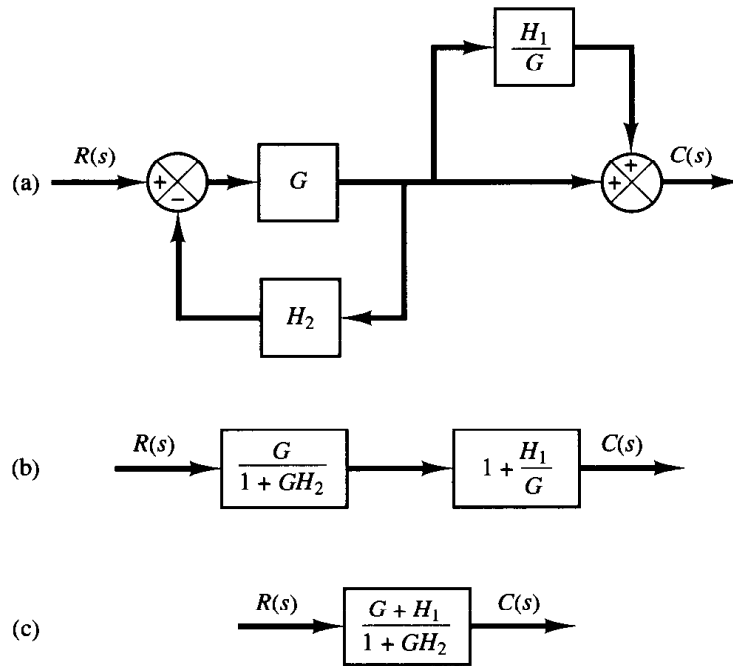 H₁
G
R(s)
C(s)
(a)
+
−
G
+
+
H₂
(b)
R(s)
G
1 + GH₂
1 + H₁
G
C(s)
(c)
R(s)
G + H₁
1 + GH₂
C(s)